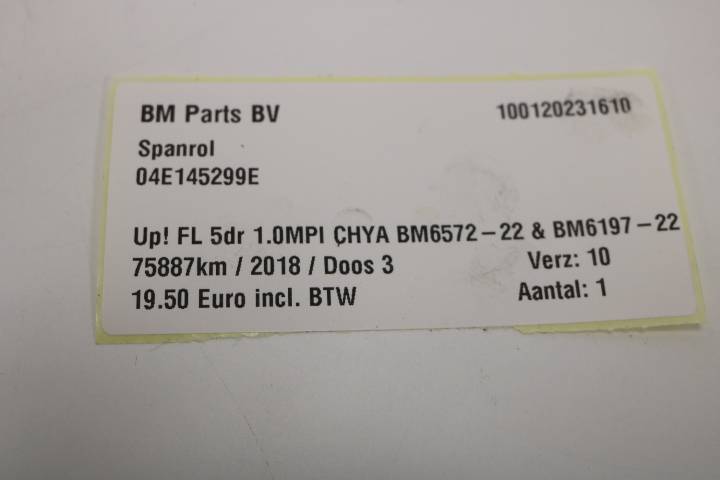 BM Parts BV 100120231610
Spanrol
04E145299E
Up! FL 5dr 1.0MPI CHYA BM6572-22 & BM6197-22
75887km / 2018 / Doos 3 Verz: 10
19.50 Euro incl. BTW Aantal: 1